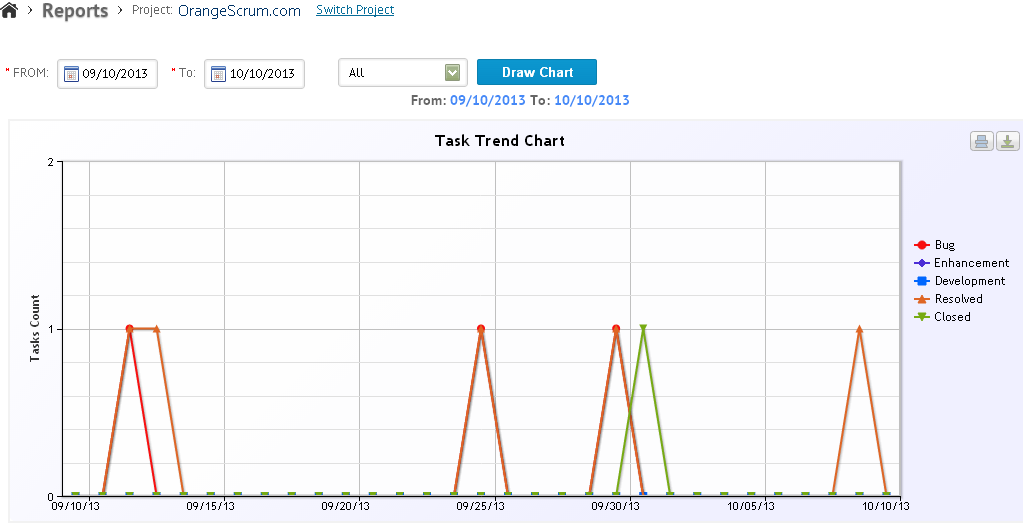 Reports Project: OrangeScrum.com Switch Project
* FROM: 09/10/2013 * To: 10/10/2013 All Draw Chart
From: 09/10/2013 To: 10/10/2013
Task Trend Chart
Tasks Count
2
1
0
09/10/13 09/15/13 09/20/13 09/25/13 09/30/13 10/05/13 10/10/13
Bug
Enhancement
Development
Resolved
Closed